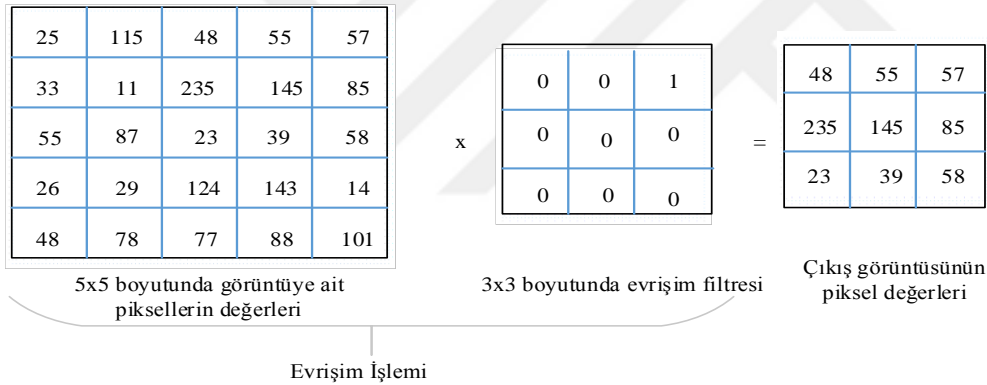 25 115 48 55 57
33 11 235 145 85
55 87 23 39 58
26 29 124 143 14
48 78 77 88 101
x
0 0 1
0 0 0
0 0 0
=
48 55 57
235 145 85
23 39 58
5x5 boyutunda görüntüye ait
piksellerin değerleri
3x3 boyutunda evrişim filtresi
Çıkış görüntüsünün
piksel değerleri
Evrişim İşlemi